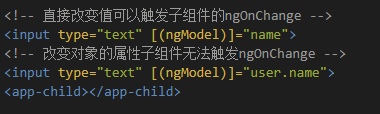 <!-- 直接改变值可以触发子组件的ngOnChange -->
<input type="text" [(ngModel)]="name">
<!-- 改变对象的属性子组件无法触发ngOnChange -->
<input type="text" [(ngModel)]="user.name">
<app-child></app-child>